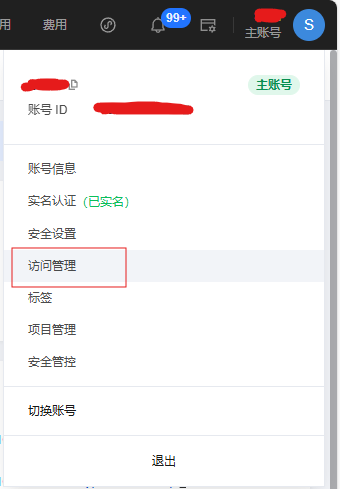 用 费用 99+ 主账号 S
主账号
账号 ID
账号信息
实名认证 (已实名)
安全设置
访问管理
标签
项目管理
安全管控
切换账号
退出